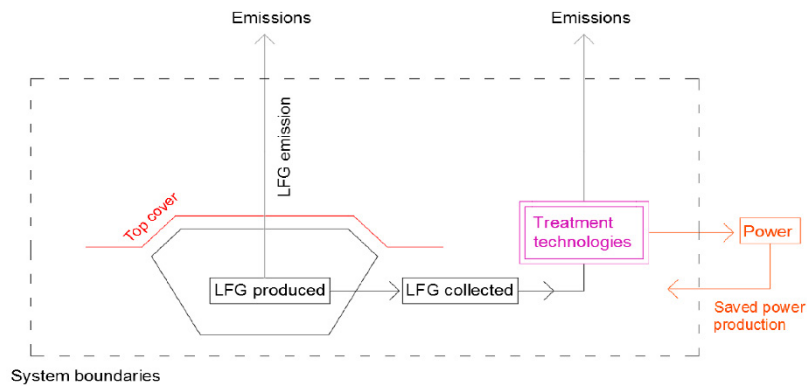 Emissions
Emissions
LFG emission
Top cover
Treatment
technologies
Power
LFG produced
LFG collected
Saved power
production
System boundaries